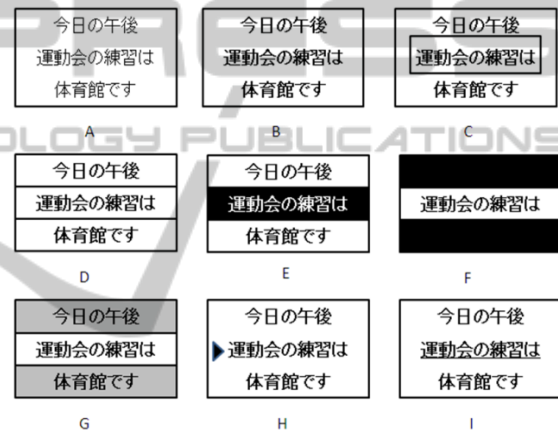 今日の午後
運動会の練習は
体育館です
A
今日の午後
運動会の練習は
体育館です
B
今日の午後
運動会の練習は
体育館です
C
今日の午後
運動会の練習は
体育館です
D
今日の午後
運動会の練習は
体育館です
E
運動会の練習は
F
今日の午後
運動会の練習は
体育館です
G
今日の午後
運動会の練習は
体育館です
H
今日の午後
運動会の練習は
体育館です
I
PRESS
OLOGY PUBLICATIONS